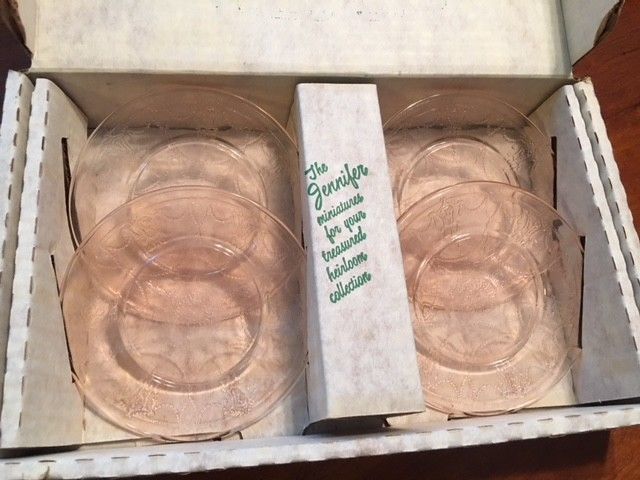 The
Jennifer
miniatures
for your
treasured
heirloom
collection